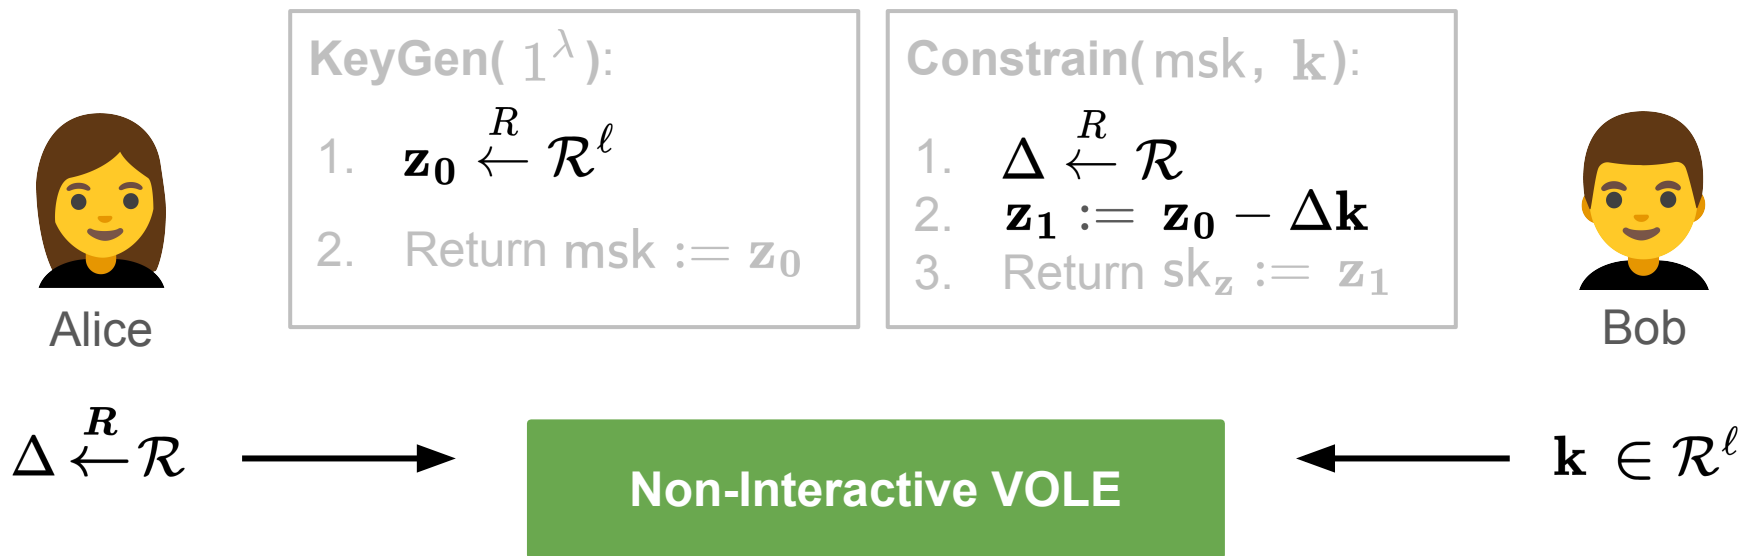 KeyGen( 1^λ ):
1. z₀ ←^R ℛ^ℓ
2. Return msk := z₀
Constrain(msk, k):
1. Δ ←^R ℛ
2. z₁ := z₀ − Δk
3. Return sk_z := z₁
Alice
Bob
Δ ←^R ℛ
Non-Interactive VOLE
k ∈ ℛ^ℓ